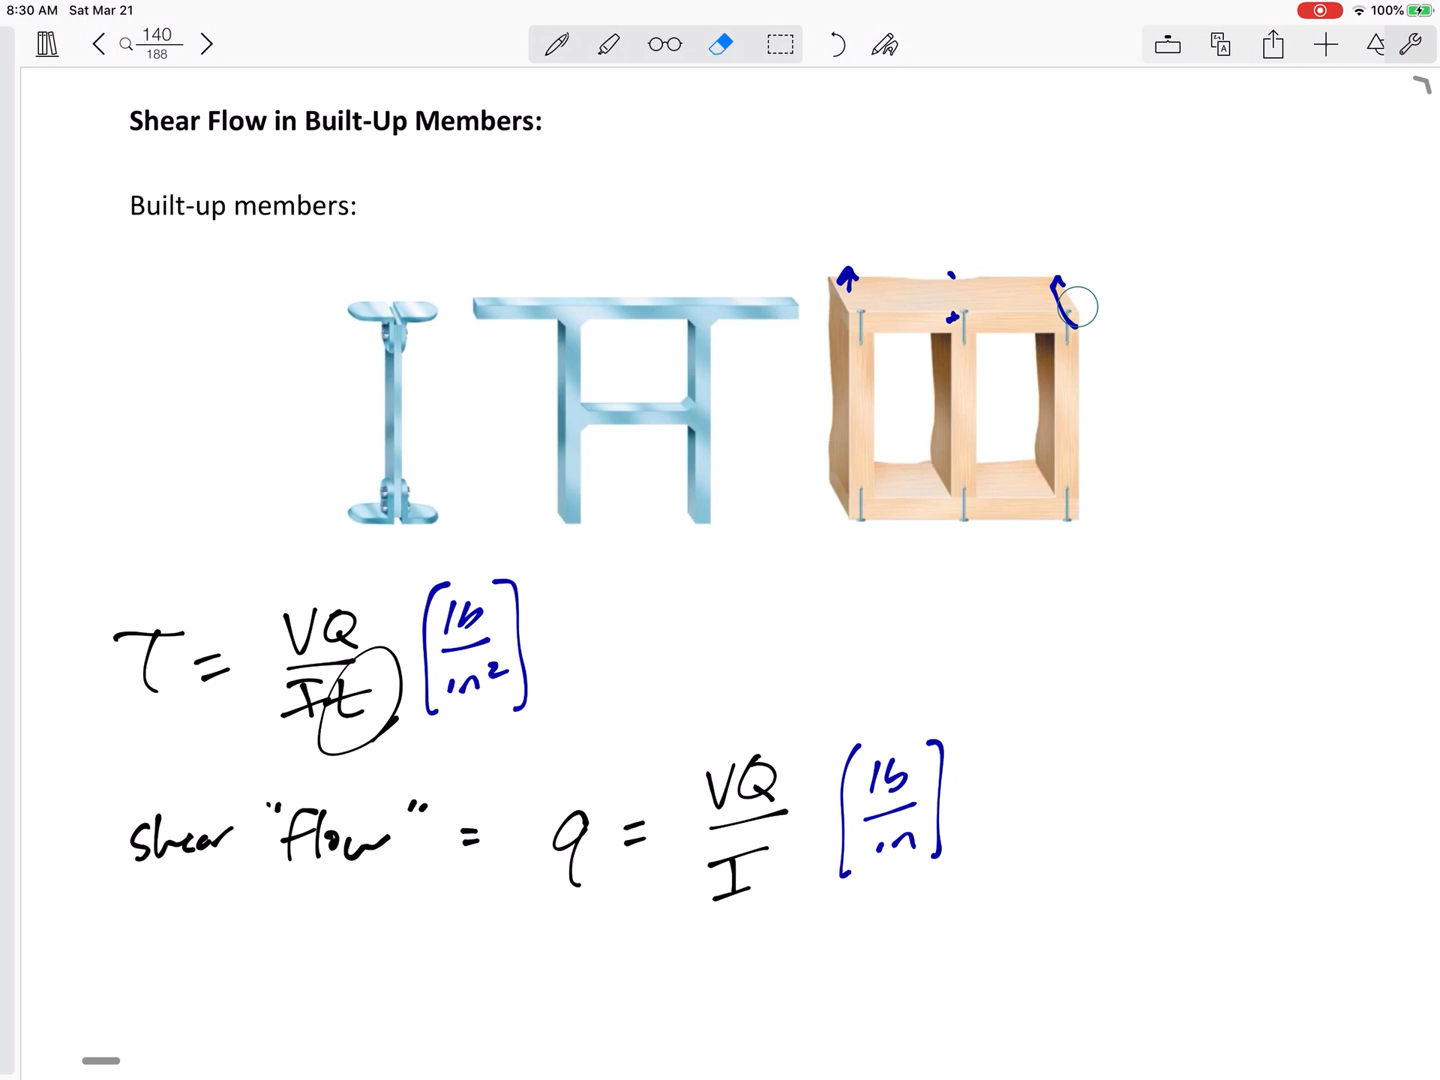 8:30 AM Sat Mar 21 100%
140
188
Shear Flow in Built-Up Members:
Built-up members:
τ = VQ/It [lb/in²]
shear "flow" = q = VQ/I [lb/in]